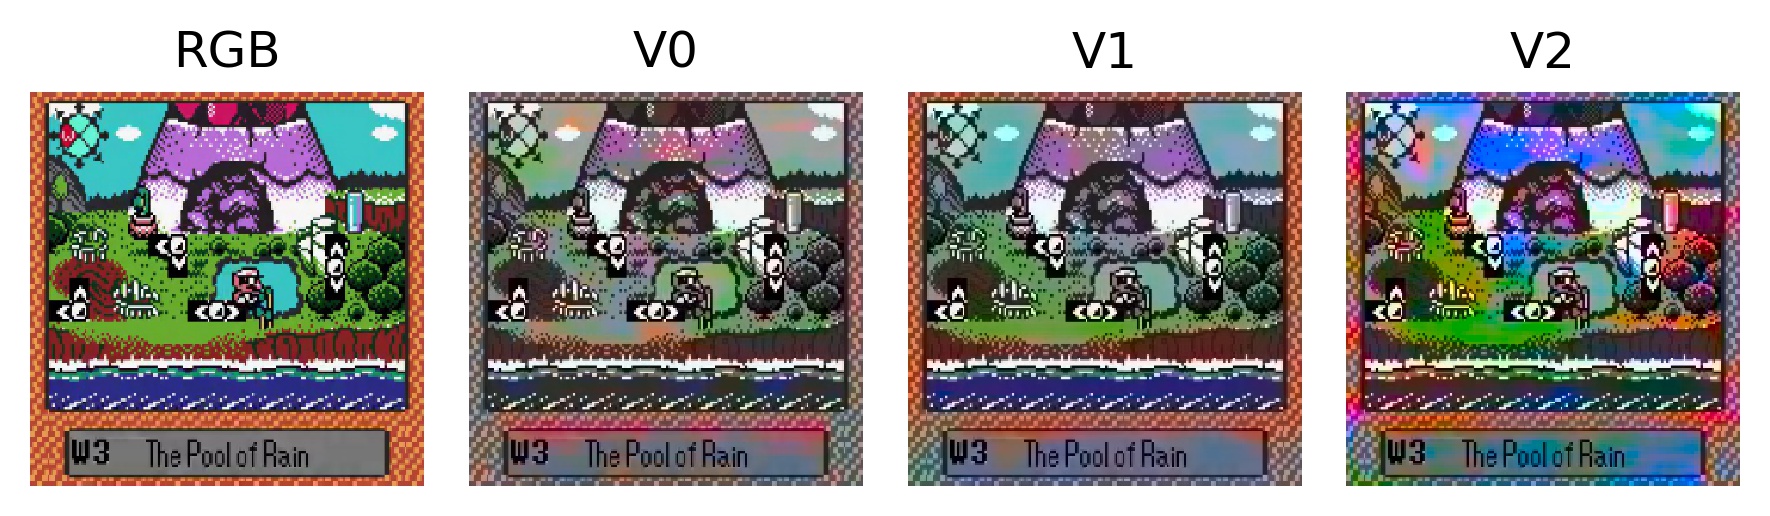 RGB V0 V1 V2
W3 The Pool of Rain W3 The Pool of Rain W3 The Pool of Rain W3 The Pool of Rain